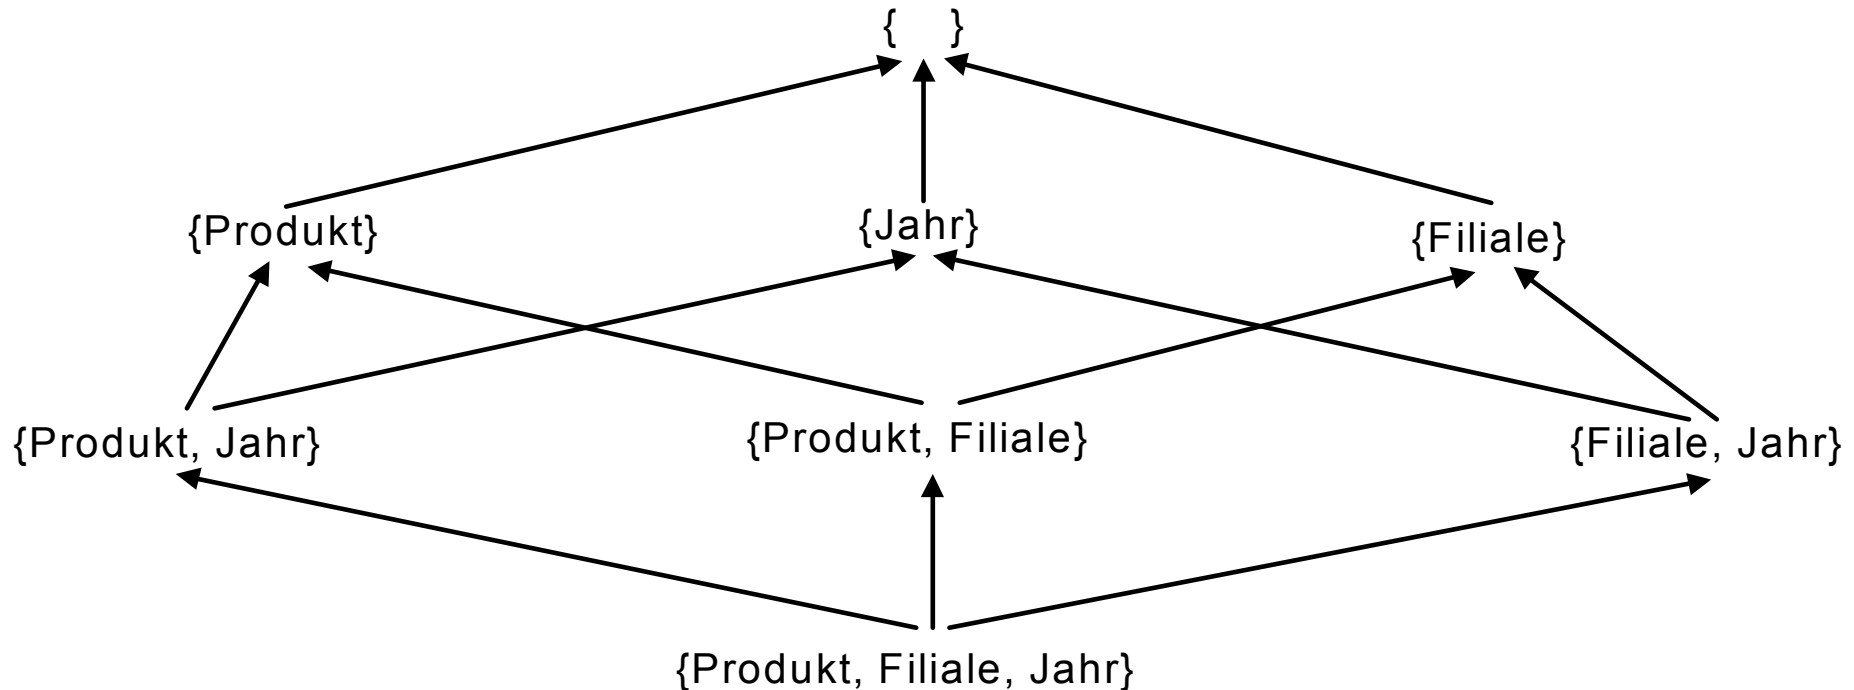 { }
{Produkt}
{Jahr}
{Filiale}
{Produkt, Jahr}
{Produkt, Filiale}
{Filiale, Jahr}
{Produkt, Filiale, Jahr}